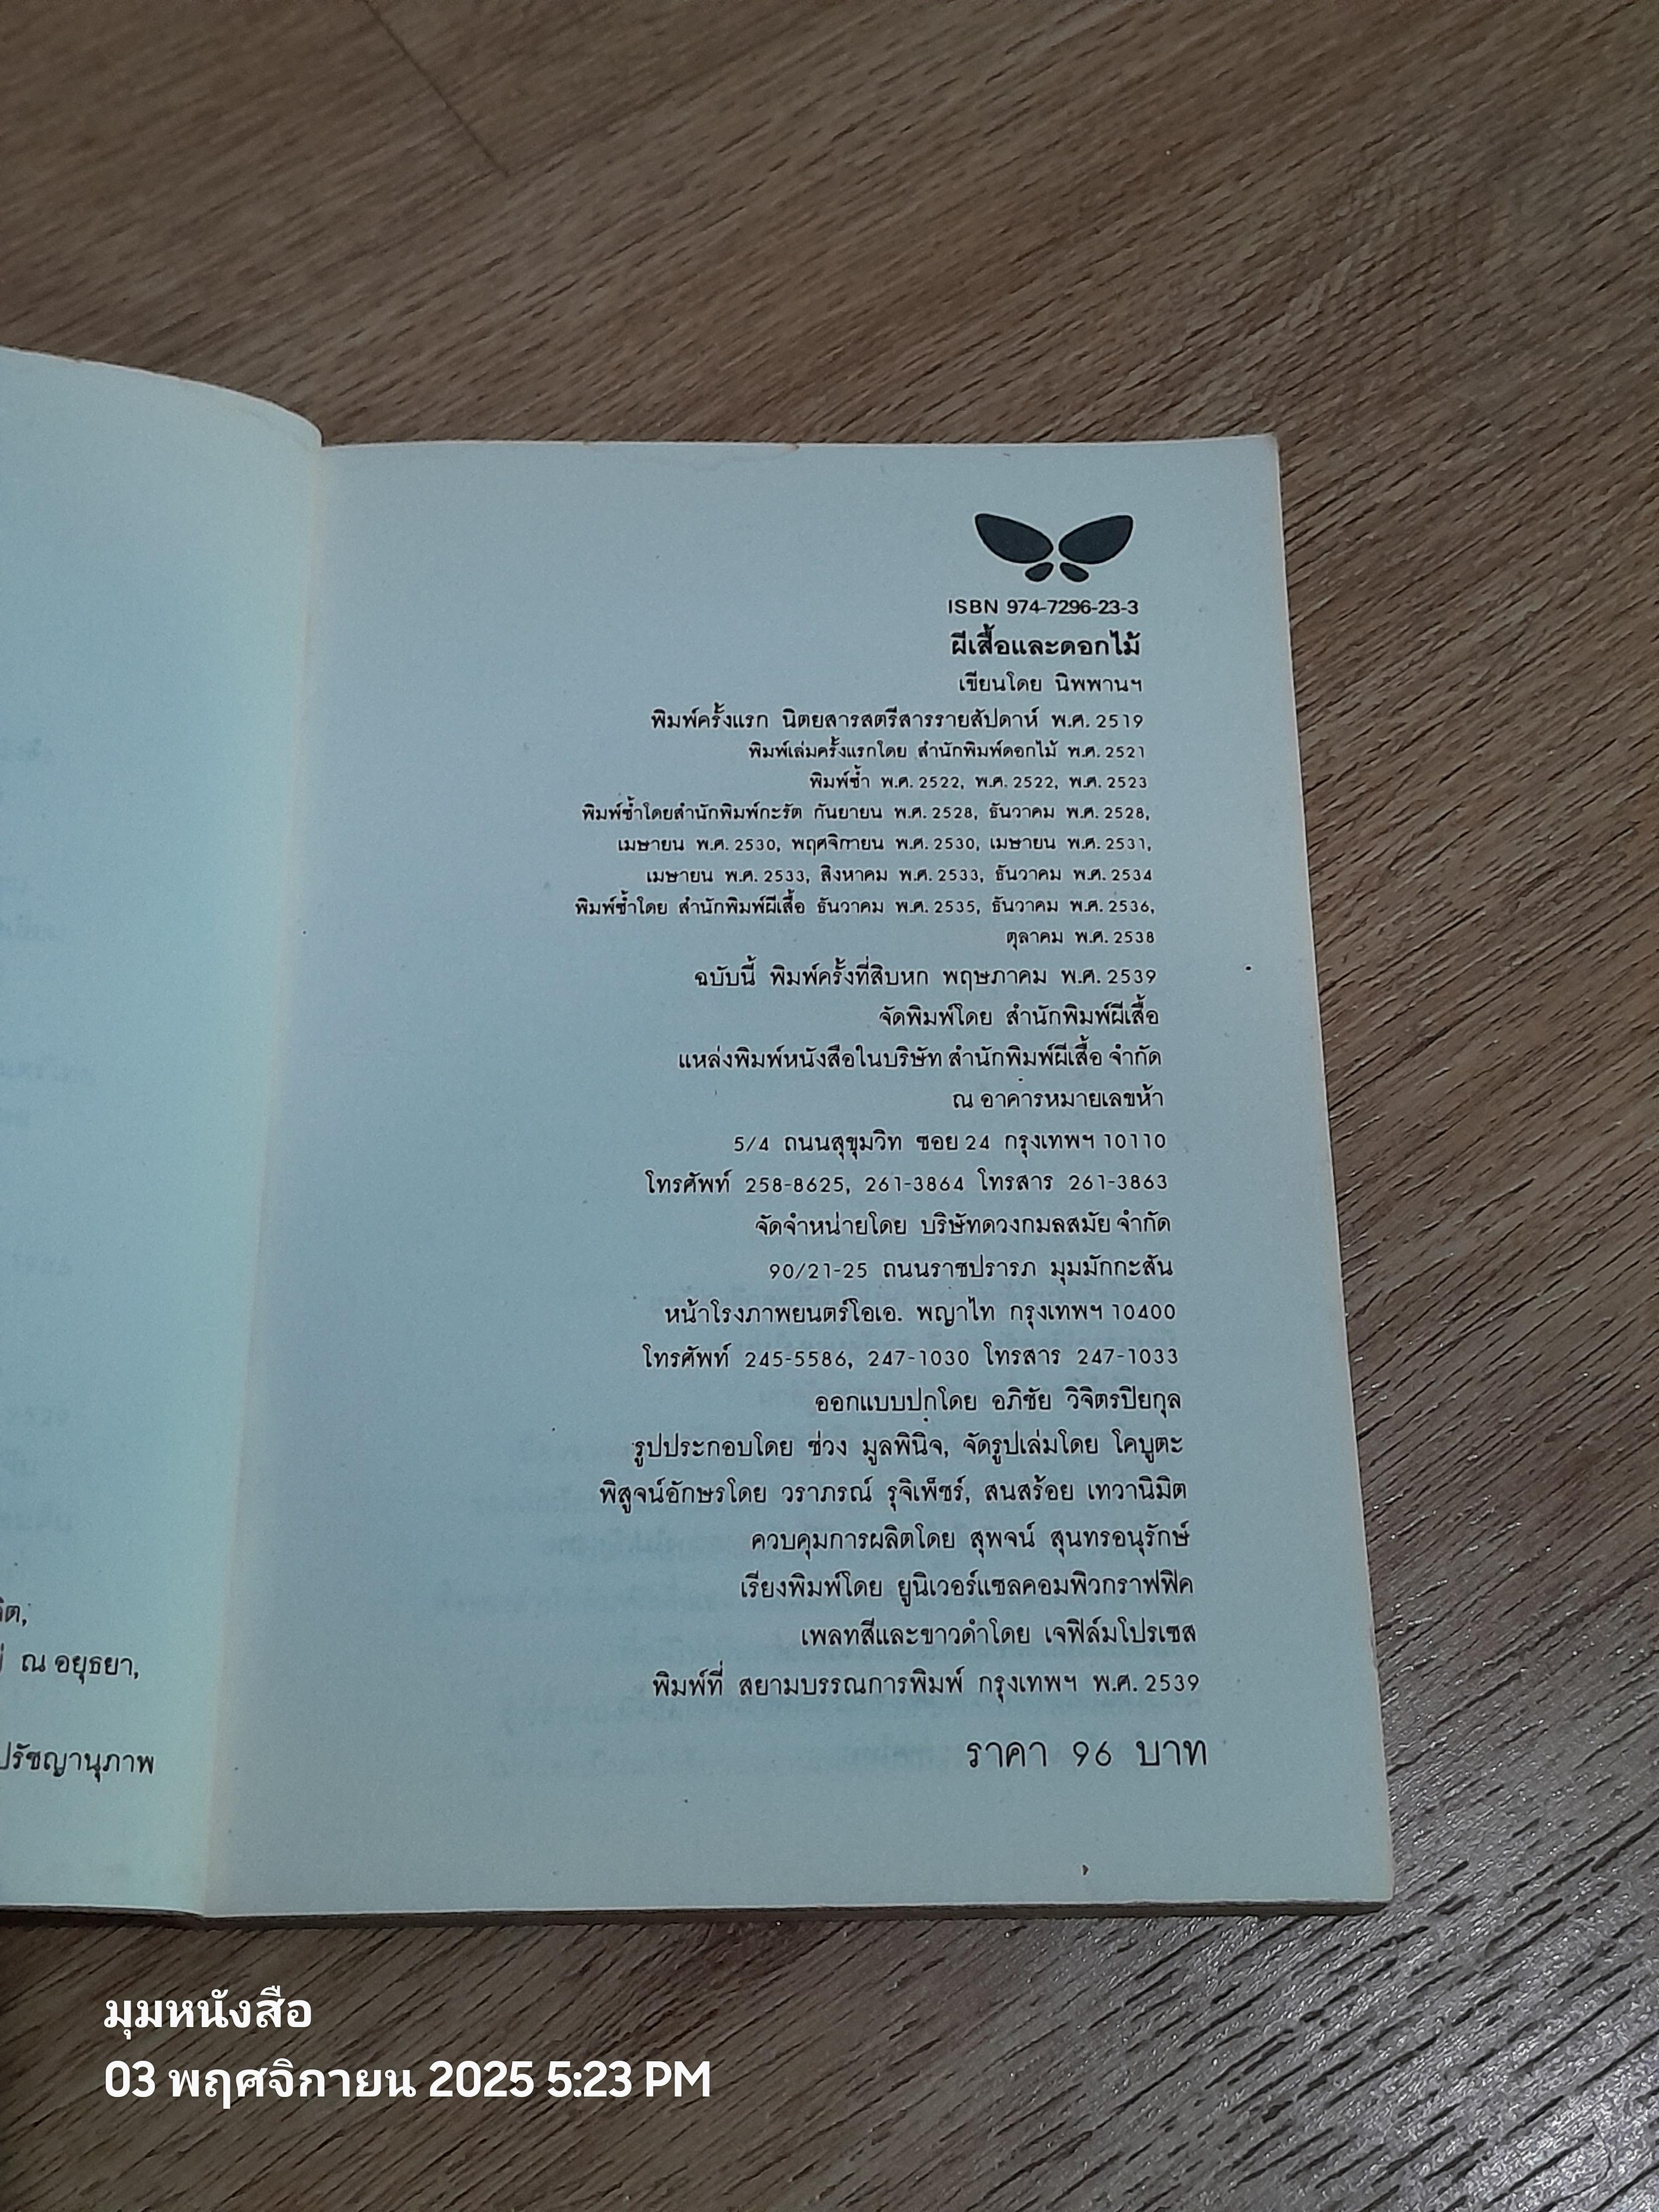 ISBN 974-7296-23-3
ผีเสื้อและดอกไม้
เขียนโดย นิพพานฯ
พิมพ์ครั้งแรก นิตยสารสตรีสารรายสัปดาห์ พ.ศ. 2519
พิมพ์เล่มครั้งแรกโดย สำนักพิมพ์ดอกไม้ พ.ศ. 2521
พิมพ์ซ้ำ พ.ศ. 2522, พ.ศ. 2522, พ.ศ. 2523
พิมพ์ซ้ำโดยสำนักพิมพ์กะรัต กันยายน พ.ศ. 2528, ธันวาคม พ.ศ. 2528,
เมษายน พ.ศ. 2530, พฤศจิกายน พ.ศ. 2530, เมษายน พ.ศ. 2531,
เมษายน พ.ศ. 2533, สิงหาคม พ.ศ. 2533, ธันวาคม พ.ศ. 2534
พิมพ์ซ้ำโดย สำนักพิมพ์ผีเสื้อ ธันวาคม พ.ศ. 2535, ธันวาคม พ.ศ. 2536,
ตุลาคม พ.ศ. 2538
ฉบับนี้ พิมพ์ครั้งที่สิบหก พฤษภาคม พ.ศ. 2539
จัดพิมพ์โดย สำนักพิมพ์ผีเสื้อ
แหล่งพิมพ์หนังสือในบริษัท สำนักพิมพ์ผีเสื้อ จำกัด
ณ อาคารหมายเลขห้า
5/4 ถนนสุขุมวิท ซอย 24 กรุงเทพฯ 10110
โทรศัพท์ 258-8625, 261-3864 โทรสาร 261-3863
จัดจำหน่ายโดย บริษัทดวงกมลสมัย จำกัด
90/21-25 ถนนราชปรารภ มุมมักกะสัน
หน้าโรงภาพยนตร์โอเอ. พญาไท กรุงเทพฯ 10400
โทรศัพท์ 245-5586, 247-1030 โทรสาร 247-1033
ออกแบบปกโดย อภิชัย วิจิตรปิยกุล
รูปประกอบโดย ช่วง มูลพินิจ, จัดรูปเล่มโดย โคบูตะ
พิสูจน์อักษรโดย วราภรณ์ รุจิเพ็ชร์, สนสร้อย เทวานิมิต
ควบคุมการผลิตโดย สุพจน์ สุนทรอนุรักษ์
เรียงพิมพ์โดย ยูนิเวอร์แซลคอมพิวกราฟฟิค
เพลทสีและขาวดำโดย เจฟิล์มโปรเซส
พิมพ์ที่ สยามบรรณการพิมพ์ กรุงเทพฯ พ.ศ. 2539
ราคา 96 บาท
ณ อยุธยา,
ปรัชญานุภาพ
มุมหนังสือ
03 พฤศจิกายน 2025 5:23 PM